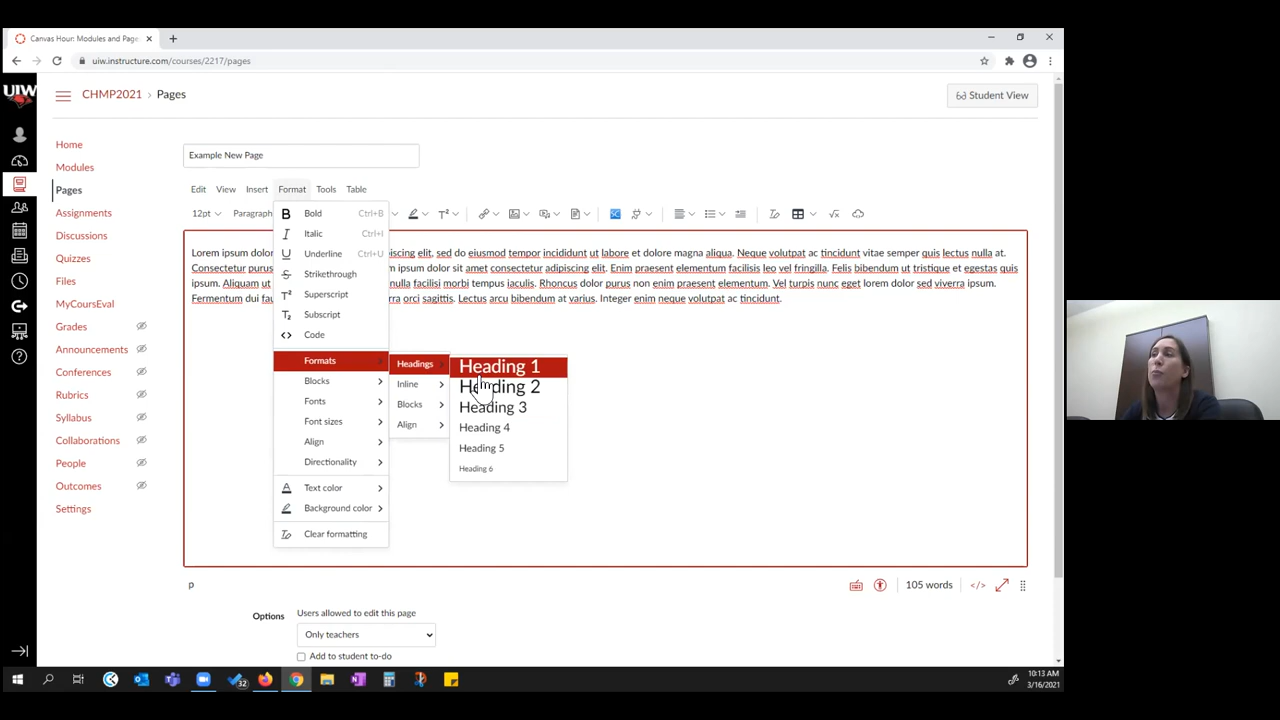 Canvas Hour: Modules and Page
uiw.instructure.com/courses/2217/pages
UIW
CHMP2021 › Pages
Student View
Home
Modules
Pages
Assignments
Discussions
Quizzes
Files
MyCoursEval
Grades
Announcements
Conferences
Rubrics
Syllabus
Collaborations
People
Outcomes
Settings
Example New Page
Edit View Insert Format Tools Table
12pt Paragraph
Lorem ipsum dolor
iscing elit, sed do eiusmod tempor incididunt ut labore et dolore magna aliqua. Neque volutpat ac tincidunt vitae semper quis lectus nulla at.
Consectetur purus
m ipsum dolor sit amet consectetur adipiscing elit. Enim praesent elementum facilisis leo vel fringilla. Felis bibendum ut tristique et egestas quis
ipsum. Aliquam ut
nulla facilisi morbi tempus iaculis. Rhoncus dolor purus non enim praesent elementum. Vel turpis nunc eget lorem dolor sed viverra ipsum.
Fermentum dui fau
rra orci sagittis. Lectus arcu bibendum at varius. Integer enim neque volutpat ac tincidunt.
B Bold Ctrl+B
I Italic Ctrl+I
U Underline Ctrl+U
S Strikethrough
T² Superscript
T₂ Subscript
<> Code
Formats
Blocks
Fonts
Font sizes
Align
Directionality
A Text color
Background color
Clear formatting
Headings
Inline
Blocks
Align
Heading 1
Heading 2
Heading 3
Heading 4
Heading 5
Heading 6
p
105 words </>
Options
Users allowed to edit this page
Only teachers
Add to student to-do
32
10:13 AM
3/16/2021